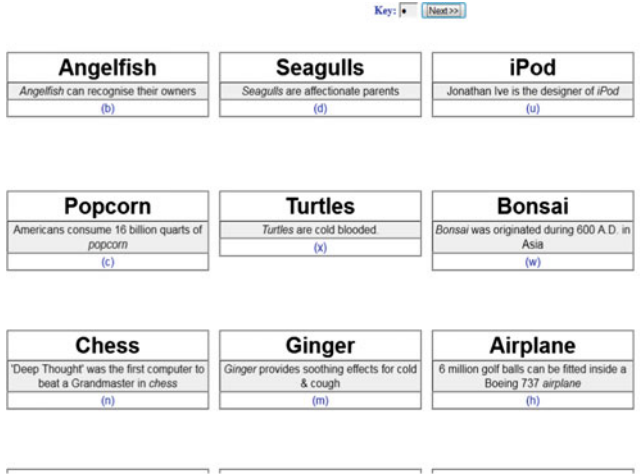 Key: • Next>>
Angelfish
Angelfish can recognise their owners
(b)
Seagulls
Seagulls are affectionate parents
(d)
iPod
Jonathan Ive is the designer of iPod
(u)
Popcorn
Americans consume 16 billion quarts of
popcorn
(c)
Turtles
Turtles are cold blooded.
(x)
Bonsai
Bonsai was originated during 600 A.D. in
Asia
(w)
Chess
'Deep Thought' was the first computer to
beat a Grandmaster in chess
(n)
Ginger
Ginger provides soothing effects for cold
& cough
(m)
Airplane
6 million golf balls can be fitted inside a
Boeing 737 airplane
(h)